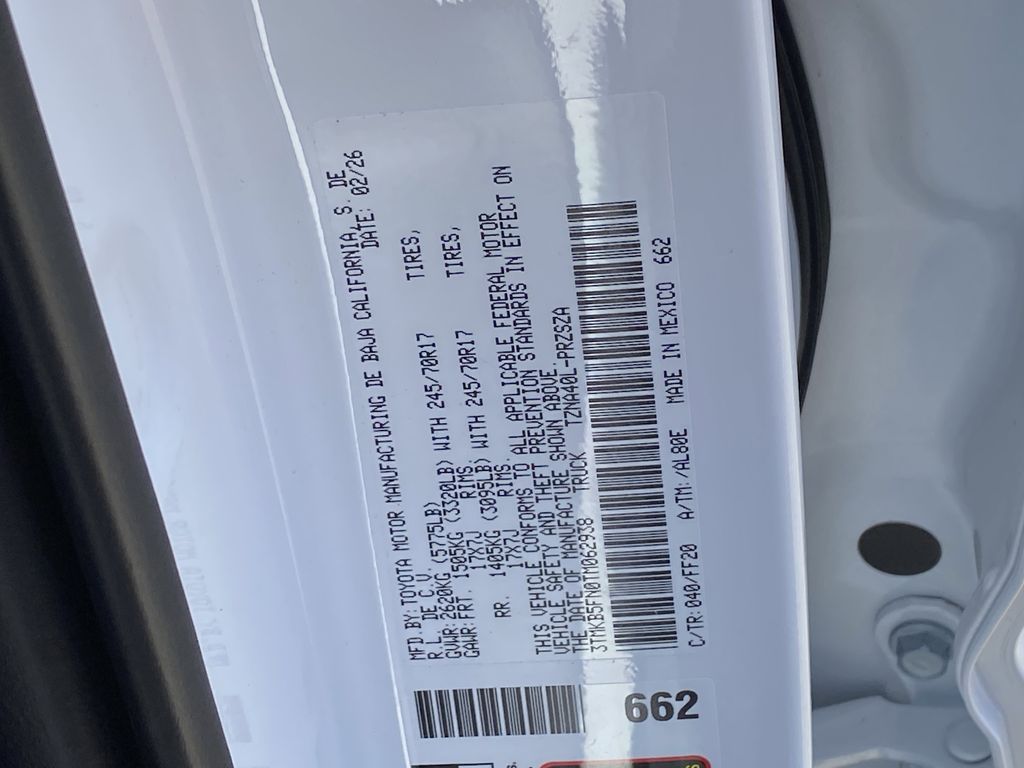 MFD.BY:TOYOTA MOTOR MANUFACTURING DE BAJA CALIFORNIA, S. DE
R.L. DE C.V. DATE: 02/26
GVWR:2620KG (5775LB)
GAWR:FRT. 1505KG (3320LB) WITH 245/70R17 TIRES,
17X7J RIMS
RR. 1405KG (3095LB) WITH 245/70R17 TIRES,
17X7J RIMS
THIS VEHICLE CONFORMS TO ALL APPLICABLE FEDERAL MOTOR
VEHICLE SAFETY AND THEFT PREVENTION STANDARDS IN EFFECT ON
THE DATE OF MANUFACTURE SHOWN ABOVE.
3TMKB5FN0TM062938 TRUCK TZNA40L-PRZSZA
C/TR:040/FF20 A/TM:/AL80E MADE IN MEXICO 662
662